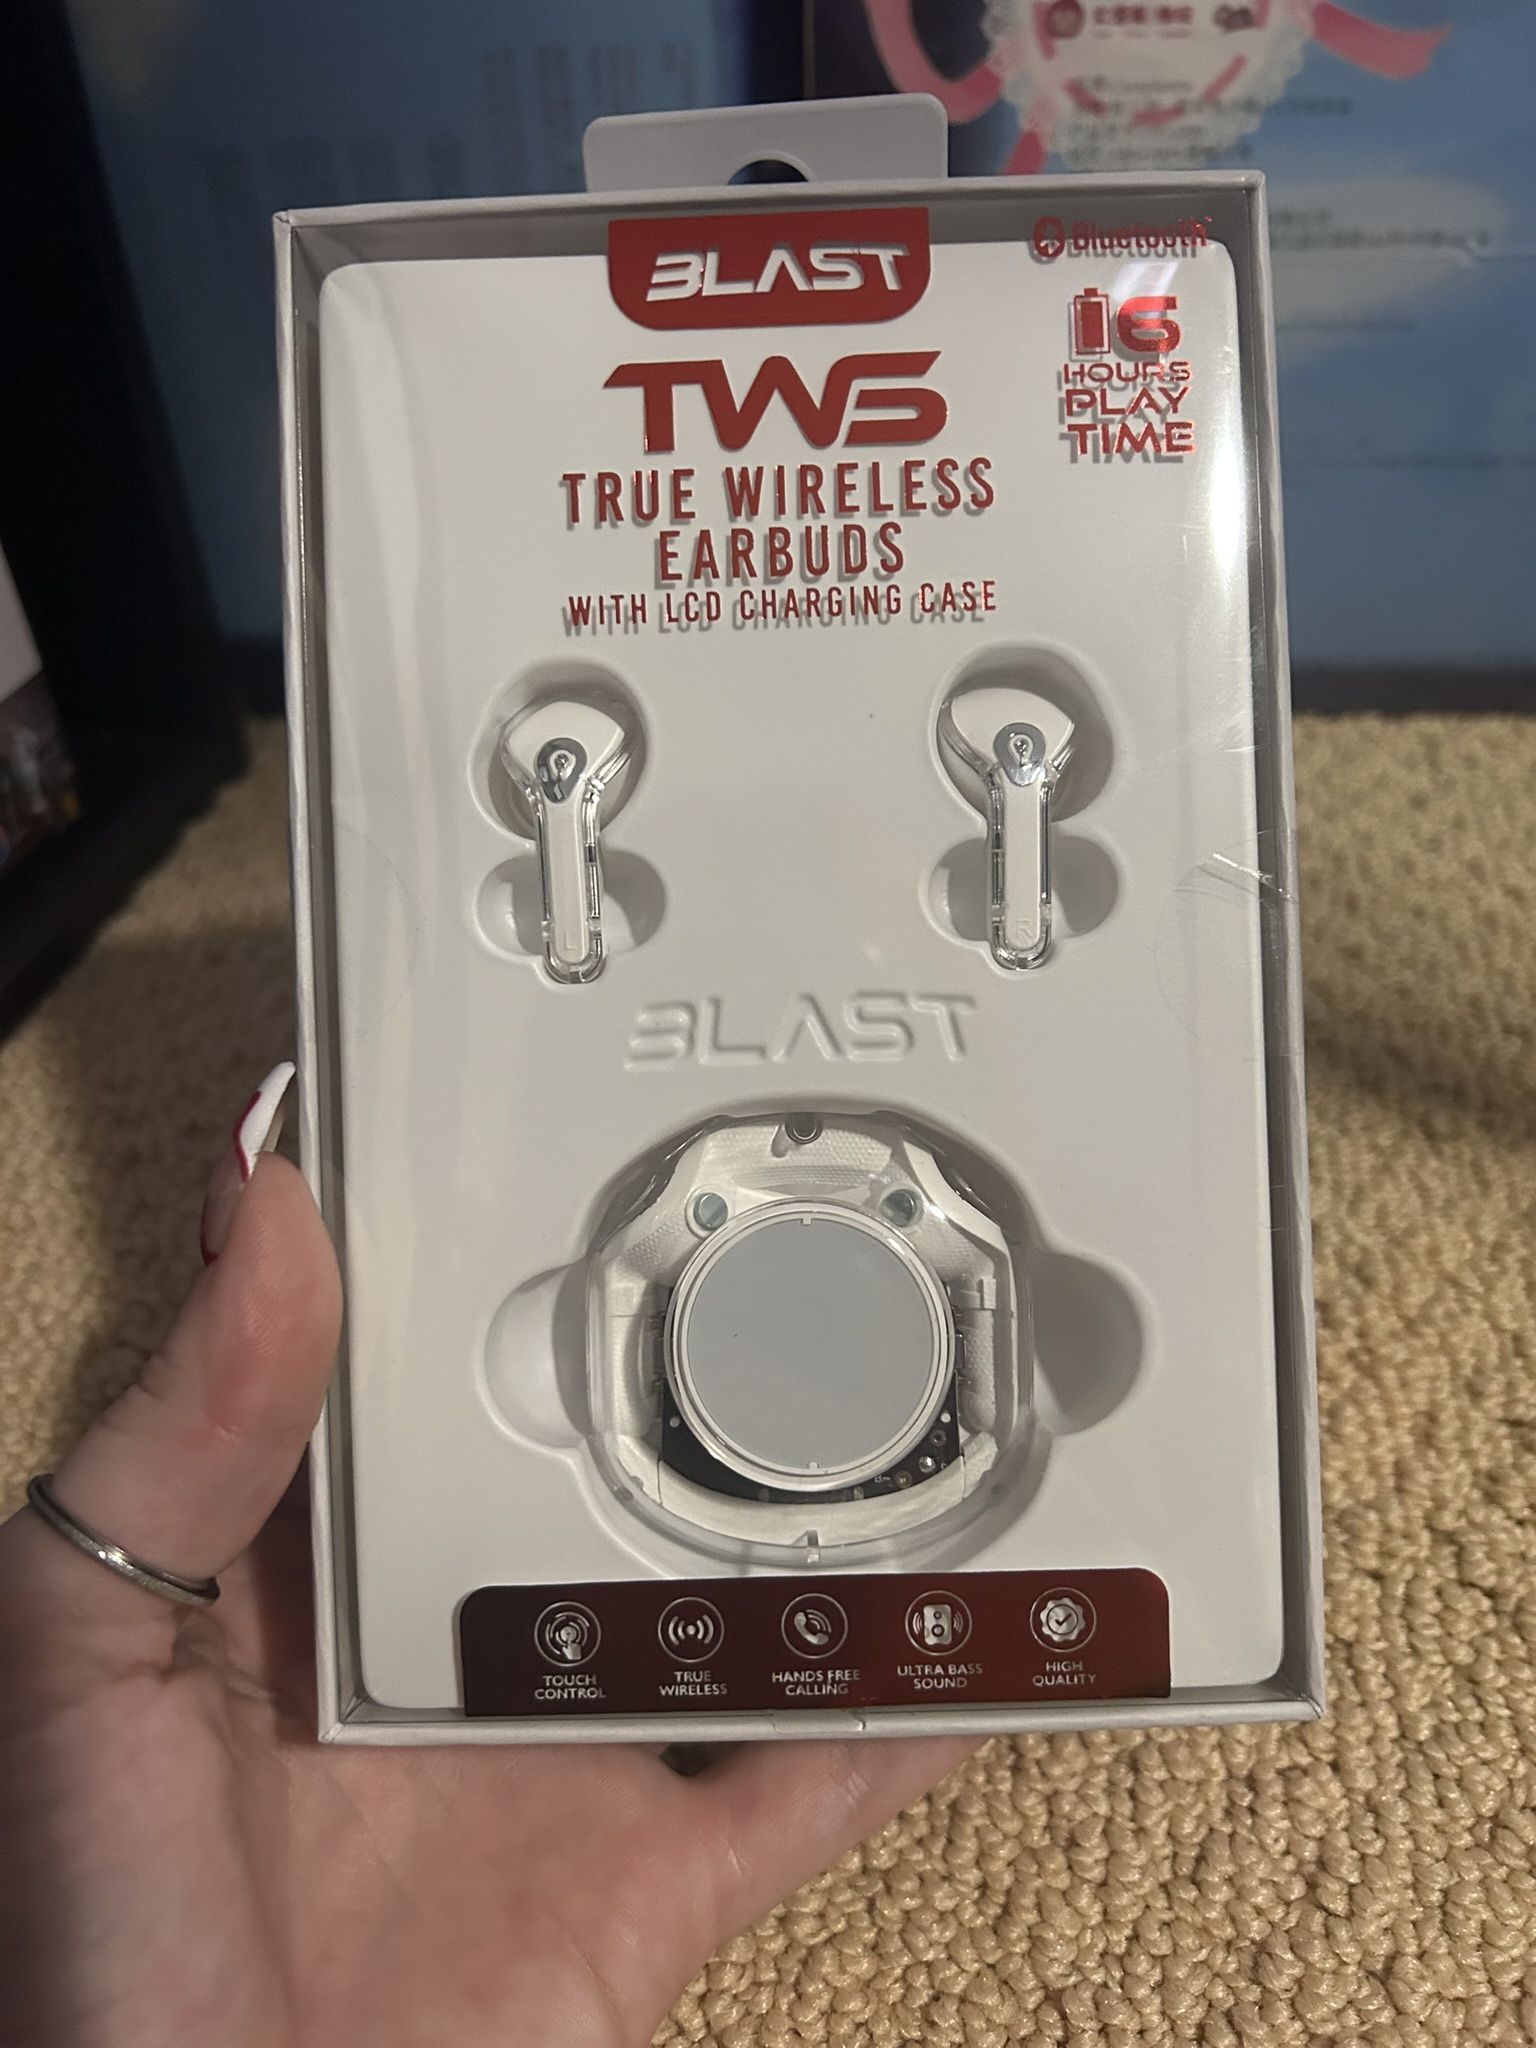 BLAST
Bluetooth
6
HOURS
PLAY
TIME
TWS
TRUE WIRELESS
EARBUDS
WITH LCD CHARGING CASE
L
R
BLAST
TOUCH
CONTROL
TRUE
WIRELESS
HANDS FREE
CALLING
ULTRA BASS
SOUND
HIGH
QUALITY